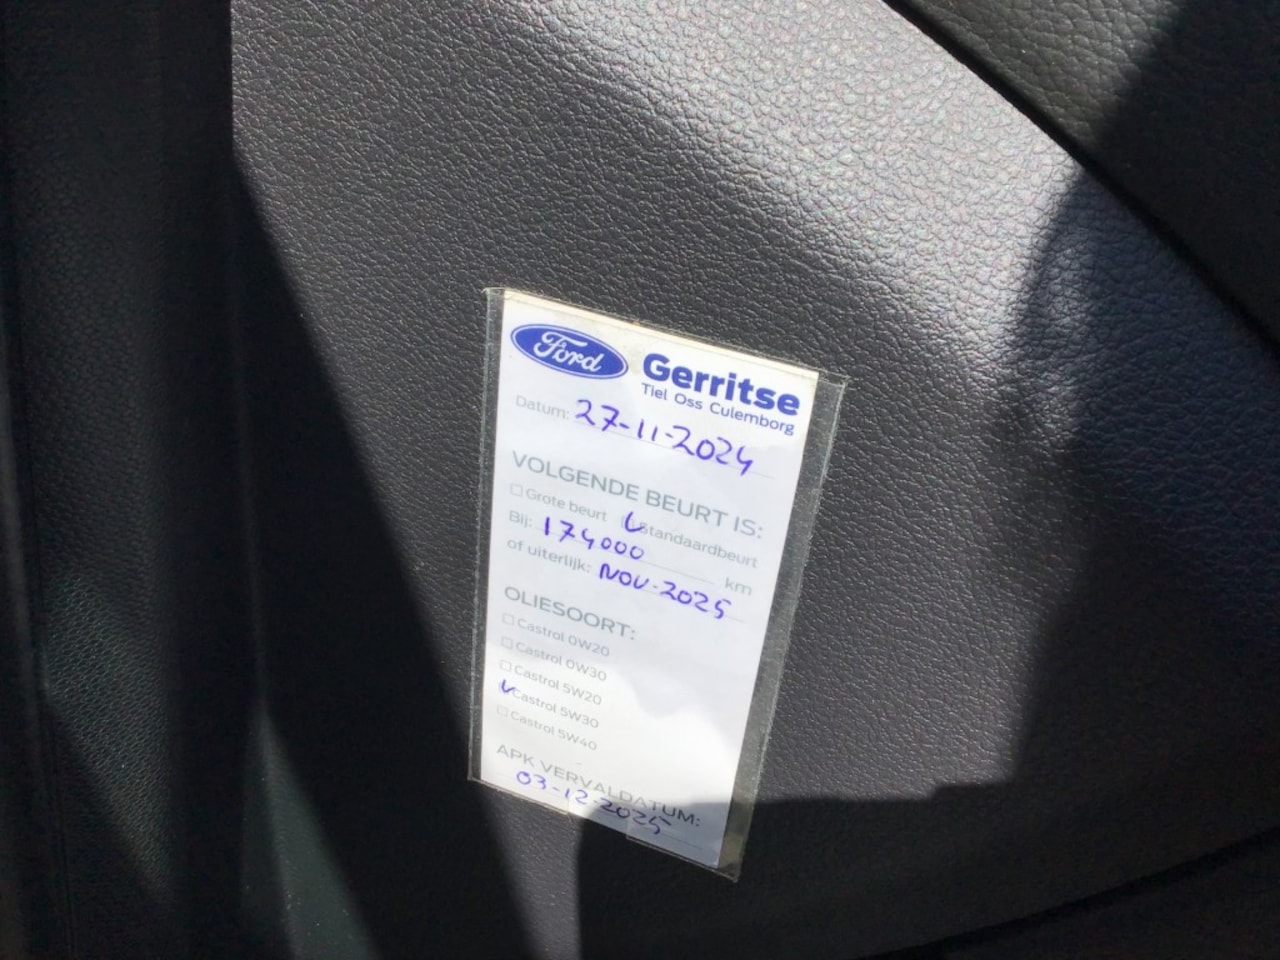 Ford Gerritse
Tiel Oss Culemborg
Datum: 27-11-2024
VOLGENDE BEURT IS:
Grote beurt Standaardbeurt
Bij: 174000 km
of uiterlijk: NOV-2025
OLIESOORT:
Castrol 0W20
Castrol 0W30
Castrol 5W20
Castrol 5W30
Castrol 5W40
APK VERVALDATUM:
03-12-2025